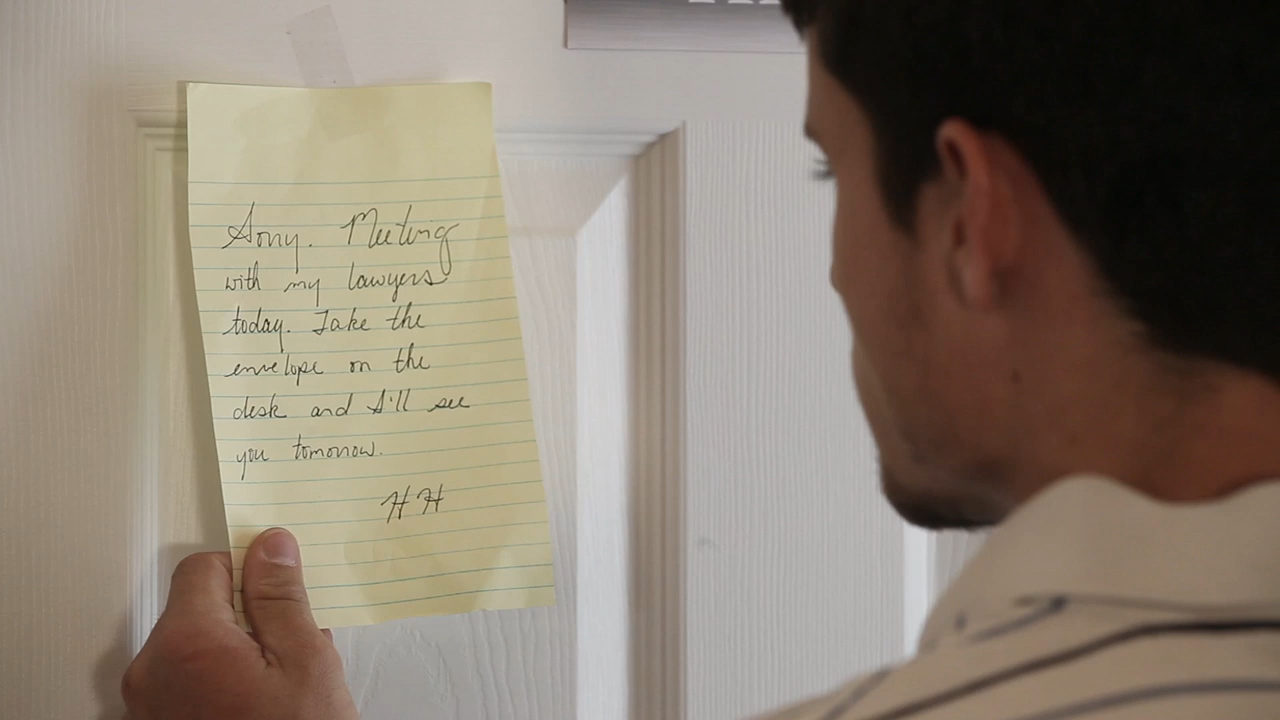 Sorry. Meeting
with my lawyers
today. Take the
envelope on the
desk and I'll see
you tomorrow.
HH